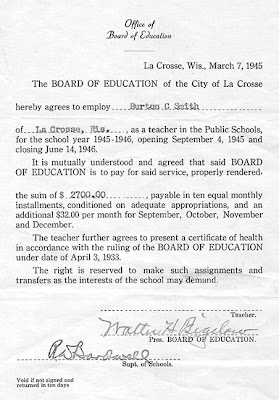 Office of
Board of Education
La Crosse, Wis., March 7, 1945
The BOARD OF EDUCATION of the City of La Crosse
hereby agrees to employ Burton C Smith
of La Crosse, Wis. , as a teacher in the Public Schools,
for the school year 1945-1946, opening September 4, 1945 and
closing June 14, 1946.
It is mutually understood and agreed that said BOARD
OF EDUCATION is to pay for said service, properly rendered,
the sum of $ 2700.00 , payable in ten equal monthly
installments, conditioned on adequate appropriations, and an
additional $32.00 per month for September, October, November
and December.
The teacher further agrees to present a certificate of health
in accordance with the ruling of the BOARD OF EDUCATION
under date of April 3, 1933.
The right is reserved to make such assignments and
transfers as the interests of the school may demand.
Teacher.
Walter H Bigelow
Pres. BOARD OF EDUCATION.
R W Bardwell
Supt. of Schools.
Void if not signed and
returned in ten days